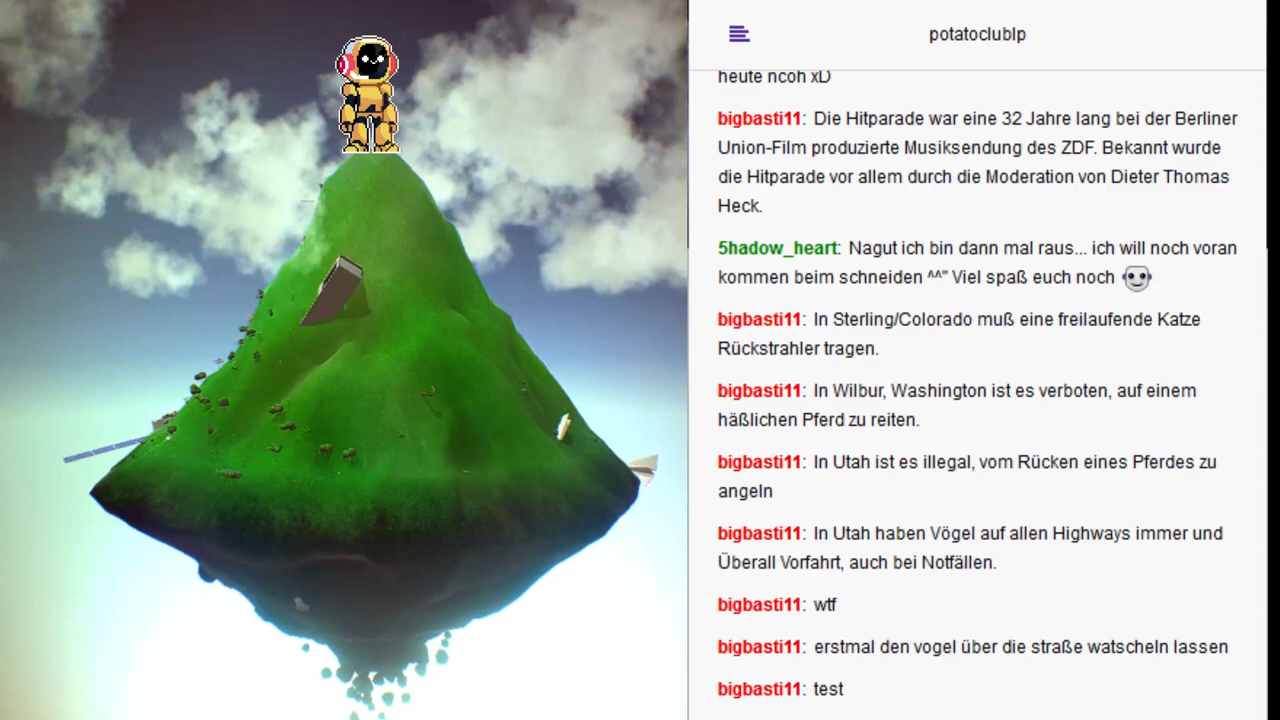 potatoclublp
heute ncoh xD
bigbasti11: Die Hitparade war eine 32 Jahre lang bei der Berliner
Union-Film produzierte Musiksendung des ZDF. Bekannt wurde
die Hitparade vor allem durch die Moderation von Dieter Thomas
Heck.
5hadow_heart: Nagut ich bin dann mal raus... ich will noch voran
kommen beim schneiden ^^" Viel spaß euch noch
bigbasti11: In Sterling/Colorado muß eine freilaufende Katze
Rückstrahler tragen.
bigbasti11: In Wilbur, Washington ist es verboten, auf einem
häßlichen Pferd zu reiten.
bigbasti11: In Utah ist es illegal, vom Rücken eines Pferdes zu
angeln
bigbasti11: In Utah haben Vögel auf allen Highways immer und
Überall Vorfahrt, auch bei Notfällen.
bigbasti11: wtf
bigbasti11: erstmal den vogel über die straße watscheln lassen
bigbasti11: test